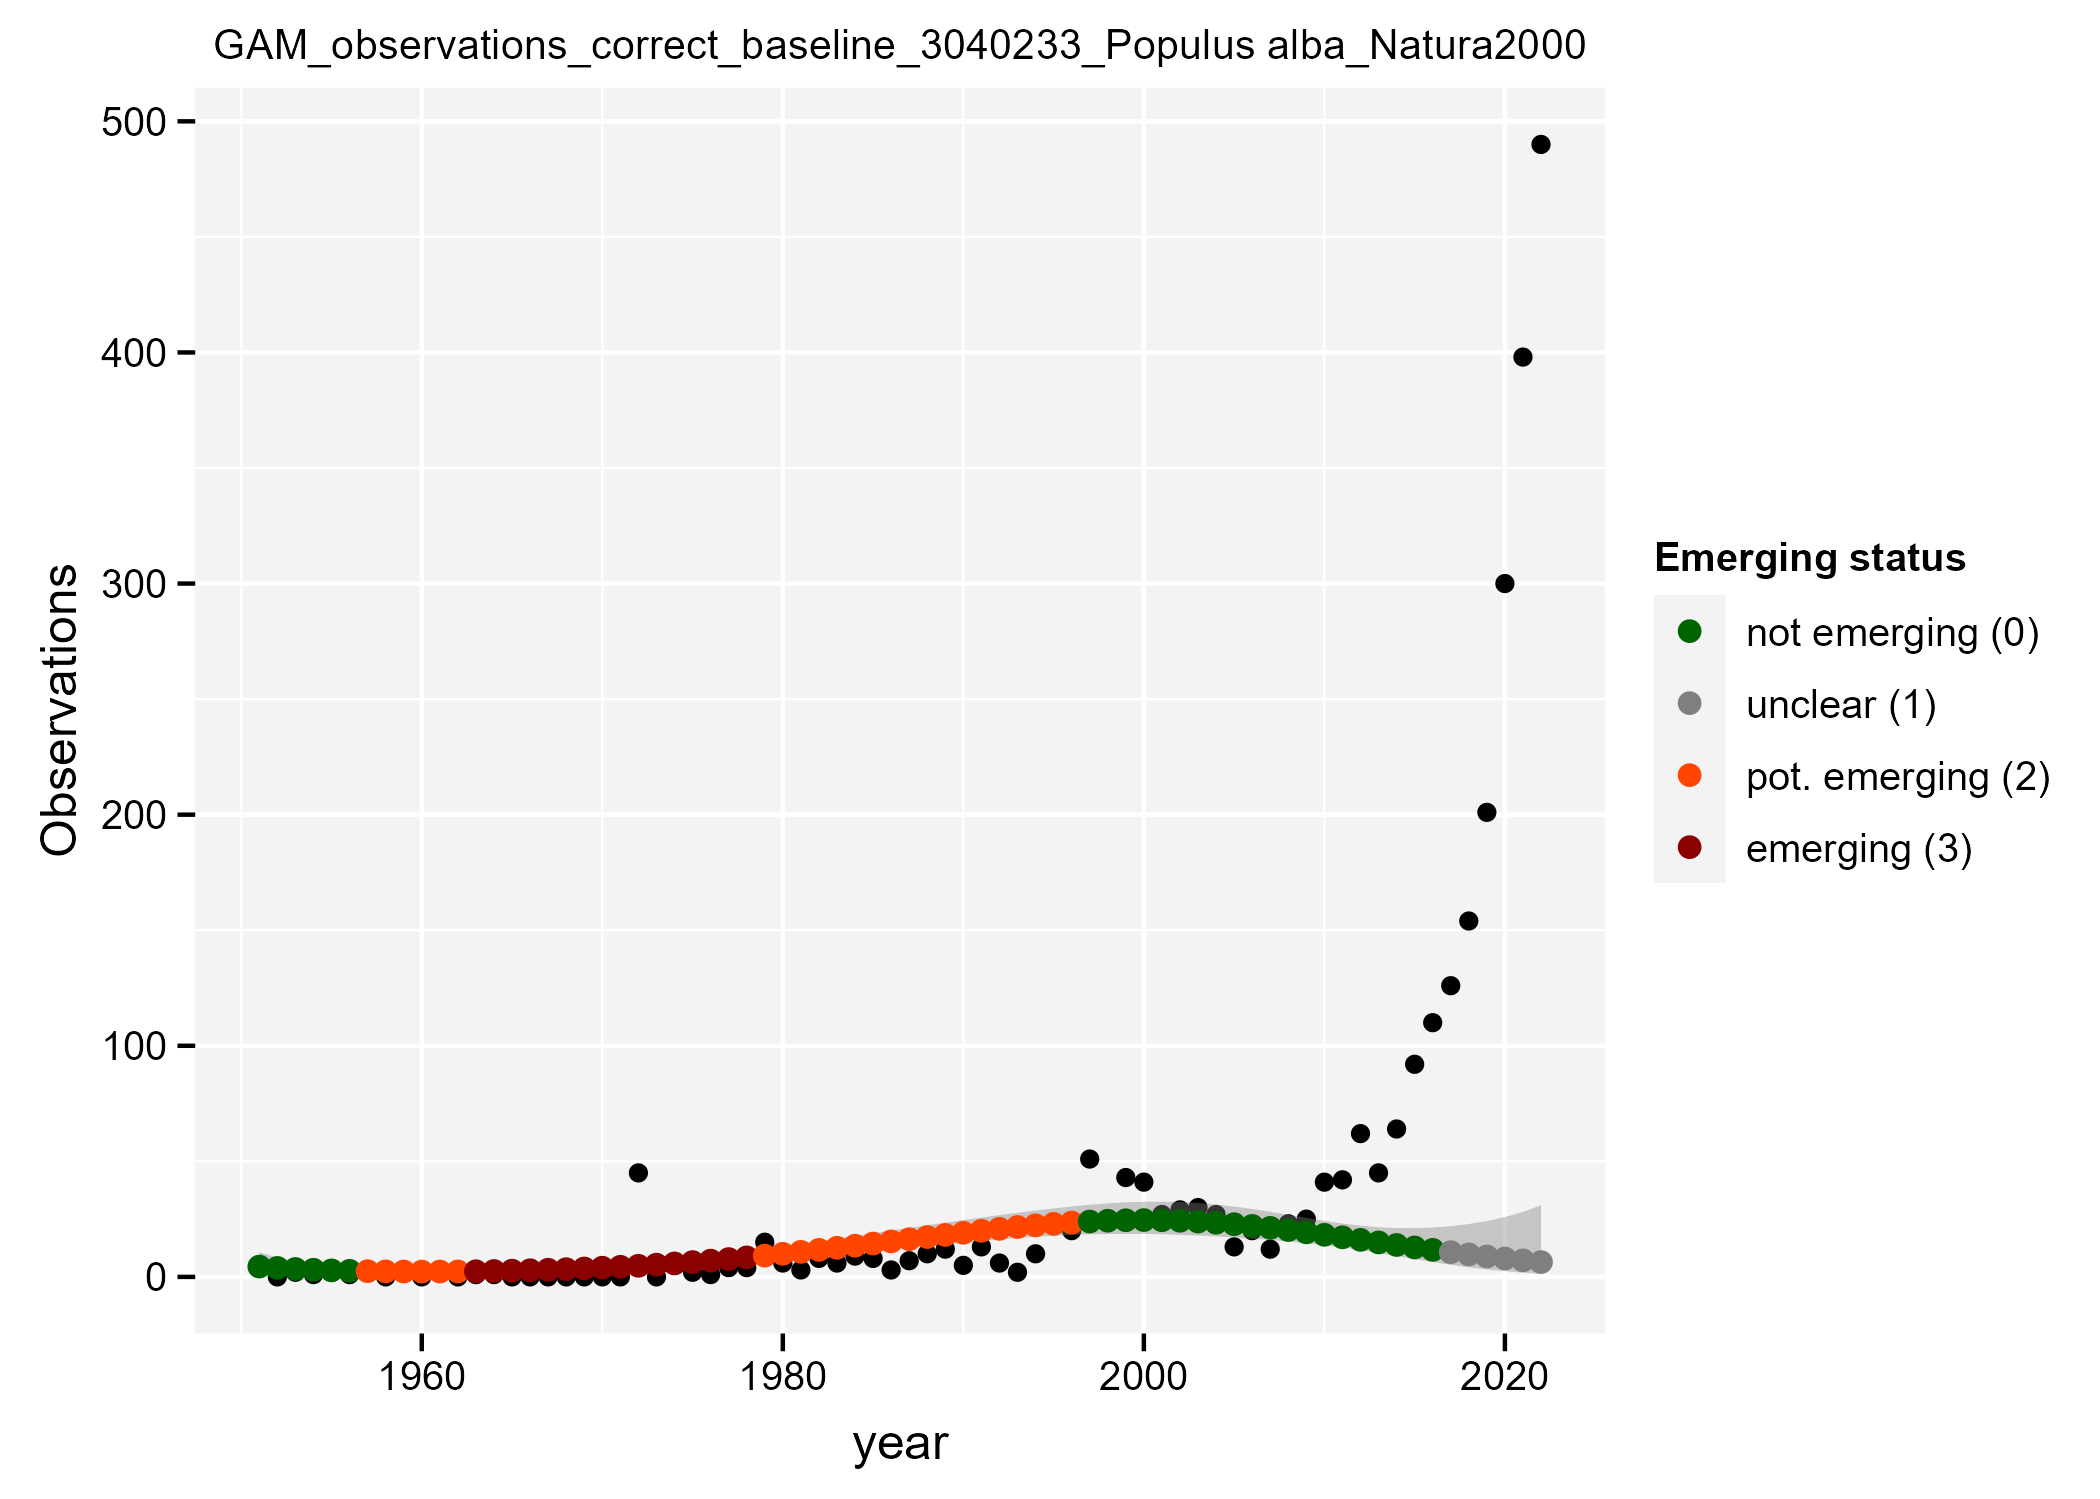 GAM_observations_correct_baseline_3040233_Populus alba_Natura2000
500
400
300
200
100
0
Observations
1960
1980
2000
2020
year
Emerging status
not emerging (0)
unclear (1)
pot. emerging (2)
emerging (3)